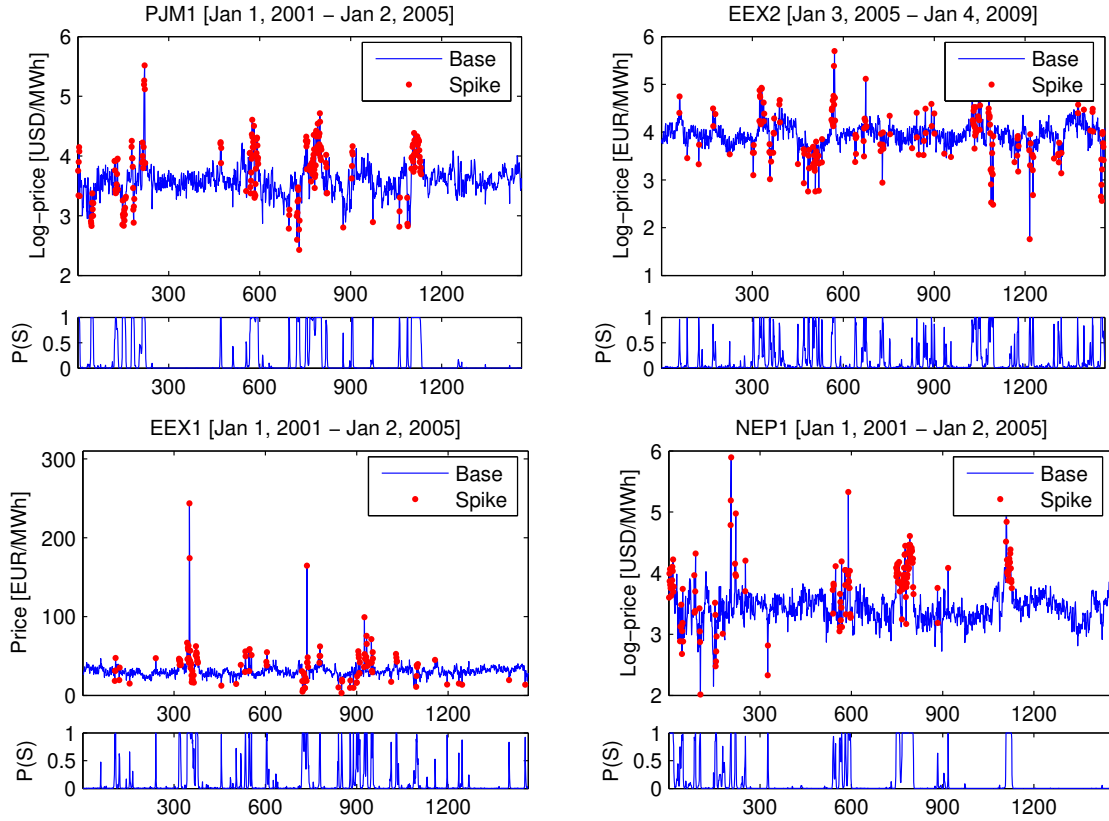 PJM1 [Jan 1, 2001 − Jan 2, 2005]
Log−price [USD/MWh]
6
5
4
3
2
Base
Spike
300 600 900 1200
P(S)
1
0.5
0
300 600 900 1200
EEX2 [Jan 3, 2005 − Jan 4, 2009]
Log−price [EUR/MWh]
6
5
4
3
2
1
Base
Spike
300 600 900 1200
P(S)
1
0.5
0
300 600 900 1200
EEX1 [Jan 1, 2001 − Jan 2, 2005]
Price [EUR/MWh]
300
200
100
0
Base
Spike
300 600 900 1200
P(S)
1
0.5
0
300 600 900 1200
NEP1 [Jan 1, 2001 − Jan 2, 2005]
Log−price [USD/MWh]
6
5
4
3
2
Base
Spike
300 600 900 1200
P(S)
1
0.5
0
300 600 900 1200